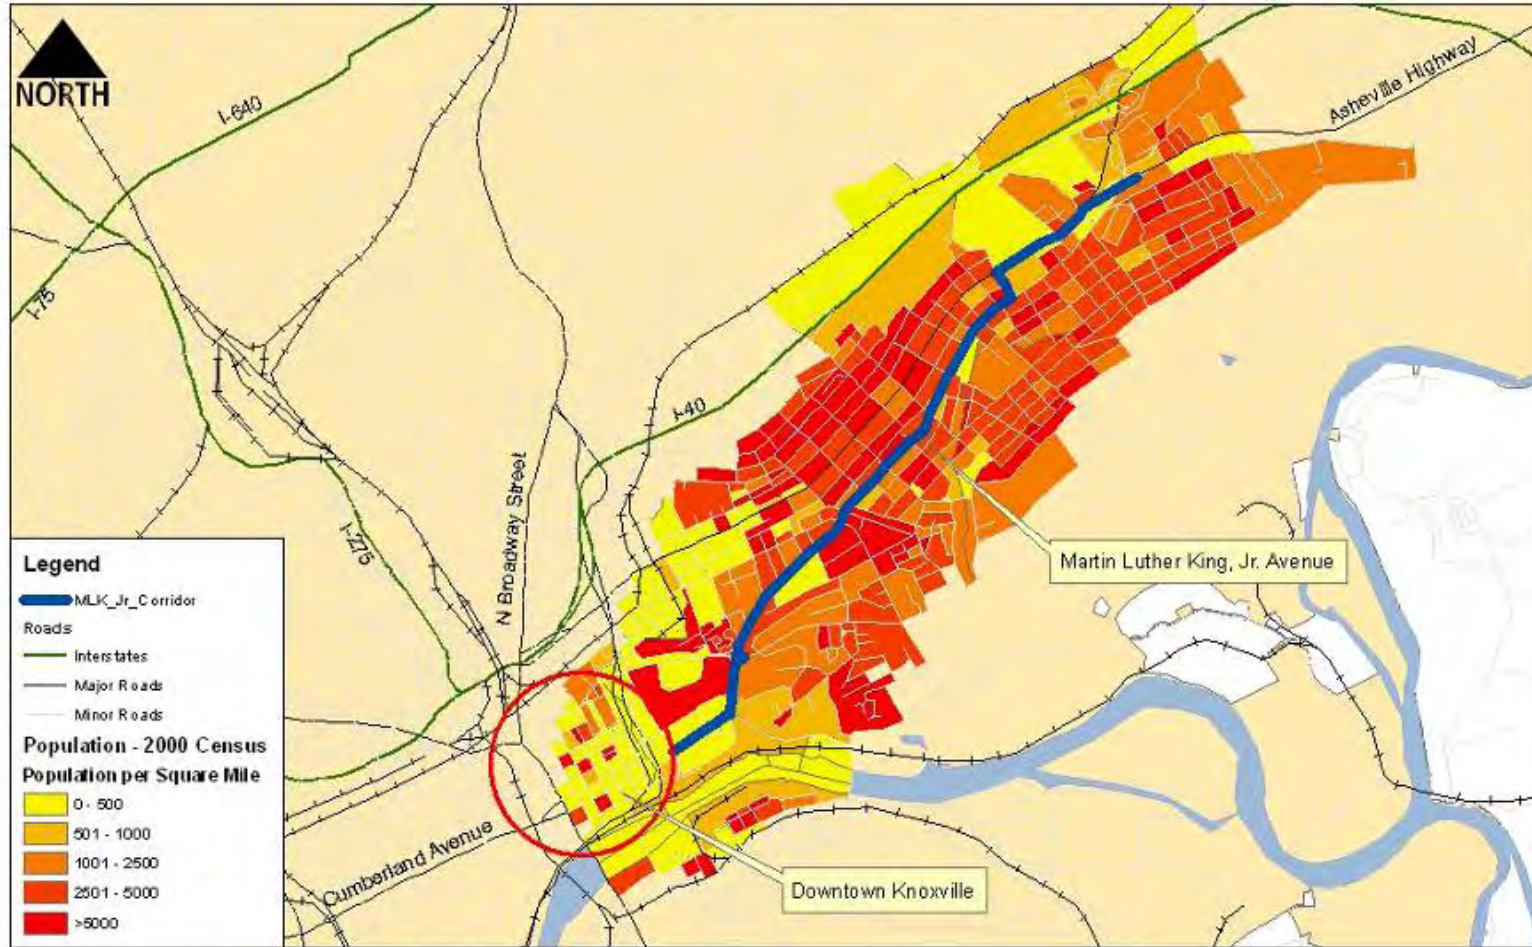 NORTH
I-640
Asheville Highway
I-75
I-40
N Broadway Street
I-275
Martin Luther King, Jr. Avenue
Cumberland Avenue
Downtown Knoxville
Legend
MLK_Jr_Corridor
Roads
Interstates
Major Roads
Minor Roads
Population - 2000 Census
Population per Square Mile
0 - 500
501 - 1000
1001 - 2500
2501 - 5000
>5000